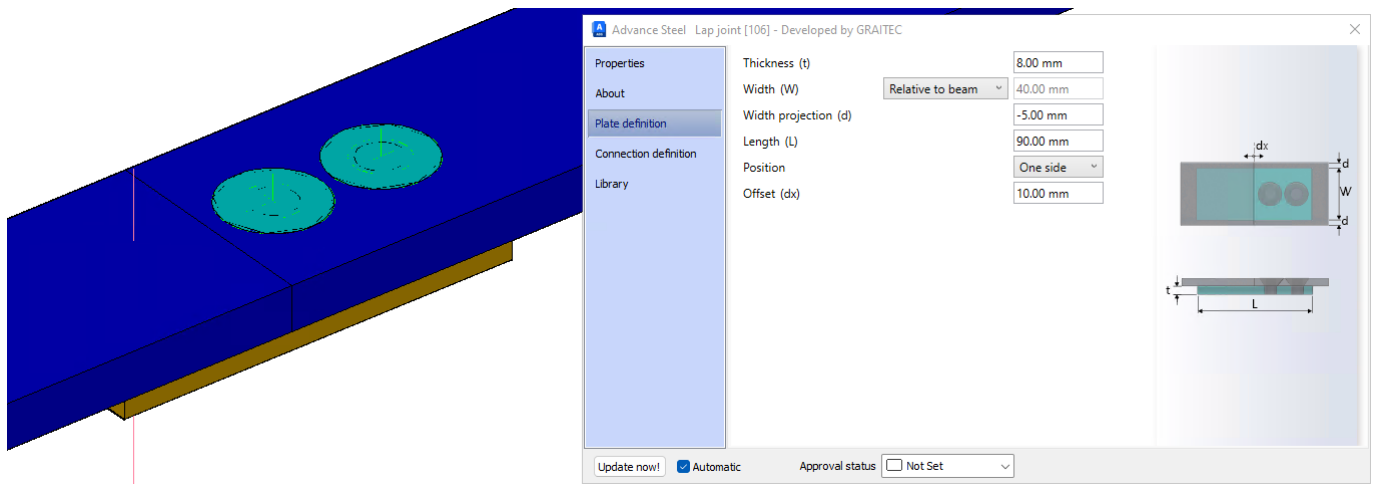 Advance Steel Lap joint [106] - Developed by GRAITEC
Properties
About
Plate definition
Connection definition
Library
Thickness (t) 8.00 mm
Width (W) Relative to beam 40.00 mm
Width projection (d) -5.00 mm
Length (L) 90.00 mm
Position One side
Offset (dx) 10.00 mm
dx
d
W
d
t
L
Update now! Automatic Approval status Not Set